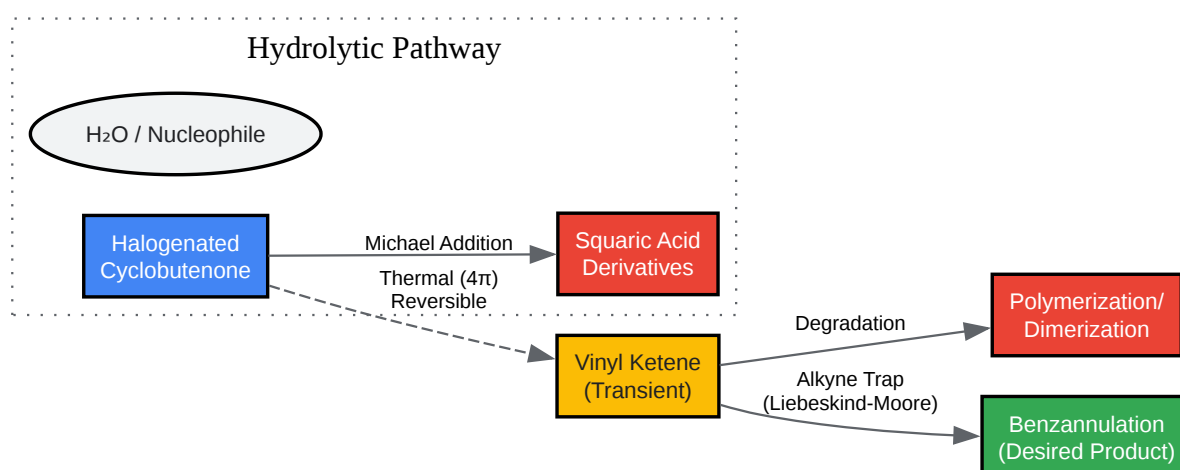 Hydrolytic Pathway
H₂O / Nucleophile
Halogenated
Cyclobutenone
Michael Addition
Thermal (4π)
Reversible
Squaric Acid
Derivatives
Vinyl Ketene
(Transient)
Degradation
Alkyne Trap
(Liebeskind-Moore)
Polymerization/
Dimerization
Benzannulation
(Desired Product)